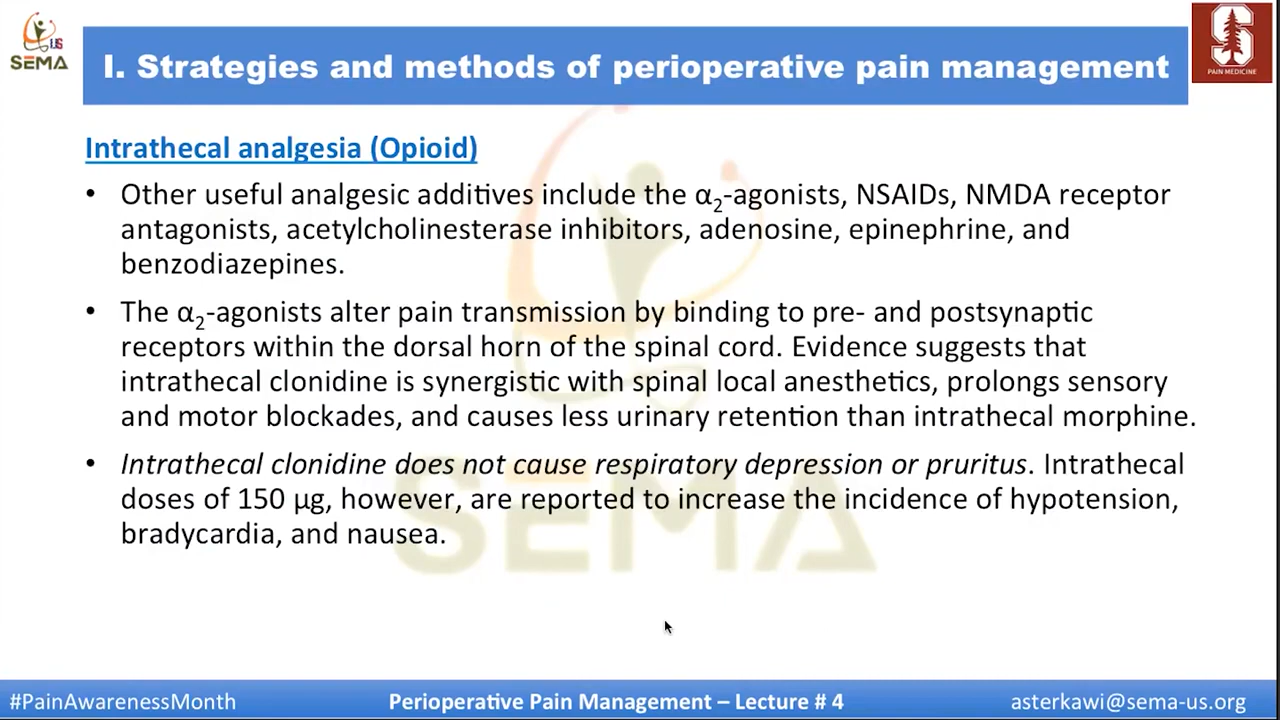 US
SEMA
I. Strategies and methods of perioperative pain management
S
PAIN MEDICINE
Intrathecal analgesia (Opioid)
• Other useful analgesic additives include the α₂-agonists, NSAIDs, NMDA receptor
antagonists, acetylcholinesterase inhibitors, adenosine, epinephrine, and
benzodiazepines.
• The α₂-agonists alter pain transmission by binding to pre- and postsynaptic
receptors within the dorsal horn of the spinal cord. Evidence suggests that
intrathecal clonidine is synergistic with spinal local anesthetics, prolongs sensory
and motor blockades, and causes less urinary retention than intrathecal morphine.
• Intrathecal clonidine does not cause respiratory depression or pruritus. Intrathecal
doses of 150 μg, however, are reported to increase the incidence of hypotension,
bradycardia, and nausea.
SEMA
#PainAwarenessMonth
Perioperative Pain Management – Lecture # 4
asterkawi@sema-us.org